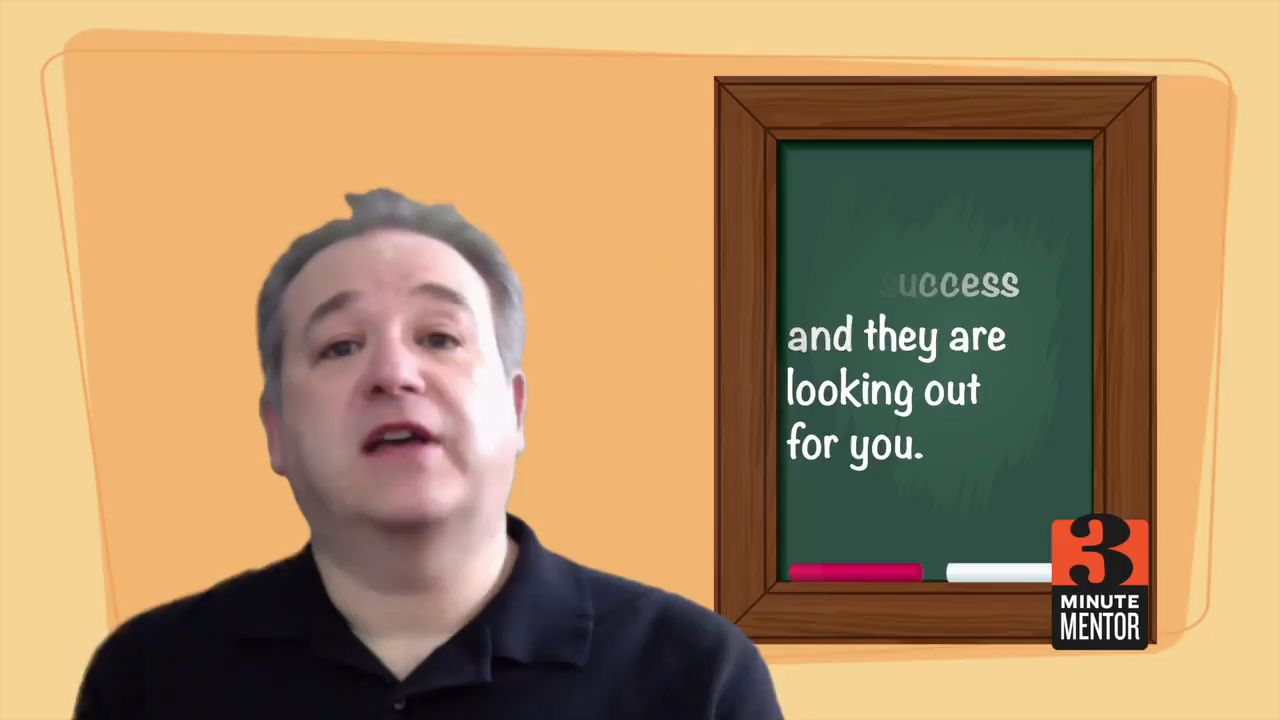 success
and they are
looking out
for you.
3
MINUTE
MENTOR